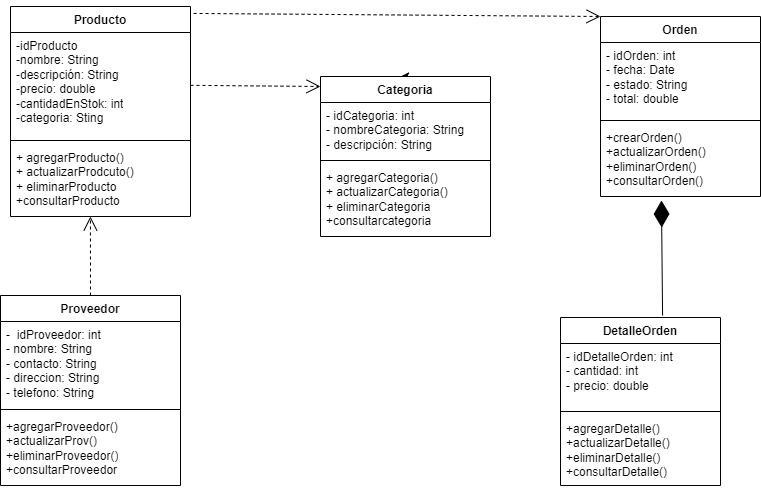 Producto
-idProducto
-nombre: String
-descripción: String
-precio: double
-cantidadEnStok: int
-categoria: Sting
+ agregarProducto()
+ actualizarProdcuto()
+ eliminarProducto
+consultarProducto
Categoria
- idCategoria: int
- nombreCategoria: String
- descripción: String
+ agregarCategoria()
+ actualizarCategoria()
+ eliminarCategoria
+consultarcategoria
Orden
- idOrden: int
- fecha: Date
- estado: String
- total: double
+crearOrden()
+actualizarOrden()
+eliminarOrden()
+consultarOrden()
Proveedor
-  idProveedor: int
- nombre: String
- contacto: String
- direccion: String
- telefono: String
+agregarProveedor()
+actualizarProv()
+eliminarProveedor()
+consultarProveedor
DetalleOrden
- idDetalleOrden: int
- cantidad: int
- precio: double
+agregarDetalle()
+actualizarDetalle()
+eliminarDetalle()
+consultarDetalle()